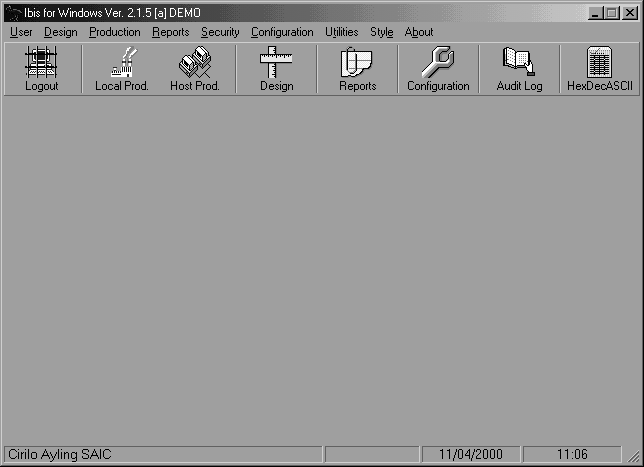 Ibis for Windows Ver. 2.1.5 [a] DEMO
User Design Production Reports Security Configuration Utilities Style About
Logout Local Prod. Host Prod. Design Reports Configuration Audit Log HexDecASCII
Cirilo Ayling SAIC 11/04/2000 11:06